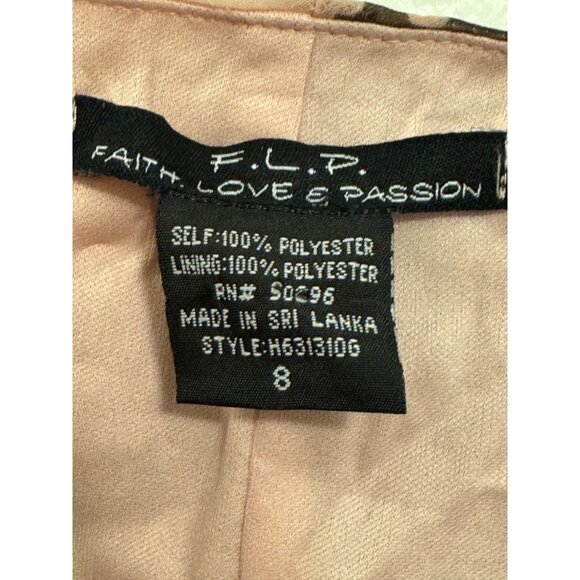 F.L.P.
FAITH, LOVE & PASSION
SELF:100% POLYESTER
LINING:100% POLYESTER
RN# 90296
MADE IN SRI LANKA
STYLE:H631310G
8